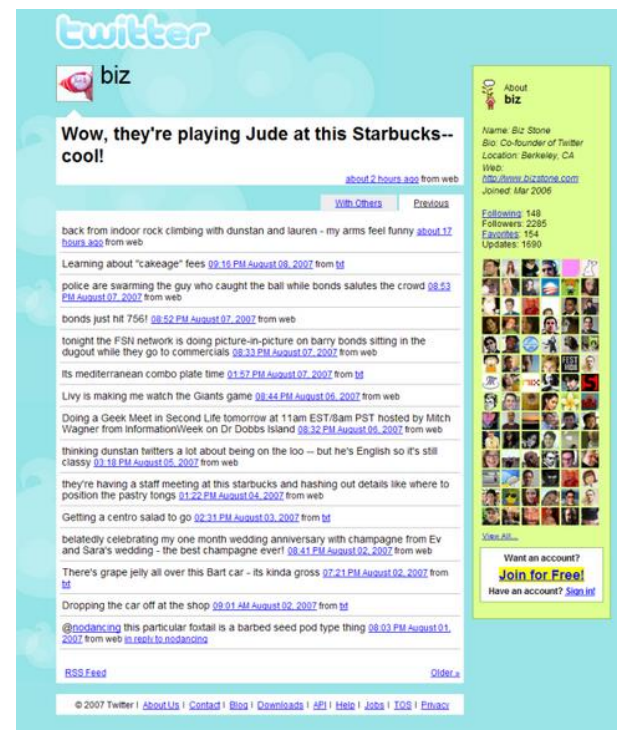 twitter
biz
Wow, they're playing Jude at this Starbucks--
cool!
about 2 hours ago from web
With Others
Previous
back from indoor rock climbing with dunstan and lauren - my arms feel funny about 17
hours ago from web
Learning about "cakeage" fees 09:16 PM August 08, 2007 from txt
police are swarming the guy who caught the ball while bonds salutes the crowd 08:53
PM August 07, 2007 from web
bonds just hit 756! 08:52 PM August 07, 2007 from web
tonight the FSN network is doing picture-in-picture on barry bonds sitting in the
dugout while they go to commercials 08:33 PM August 07, 2007 from web
Its mediterranean combo plate time 01:57 PM August 07, 2007 from txt
Livy is making me watch the Giants game 08:44 PM August 06, 2007 from web
Doing a Geek Meet in Second Life tomorrow at 11am EST/8am PST hosted by Mitch
Wagner from InformationWeek on Dr Dobbs Island 08:32 PM August 06, 2007 from web
thinking dunstan twitters a lot about being on the loo -- but he's English so it's still
classy 03:18 PM August 05, 2007 from web
they're having a staff meeting at this starbucks and hashing out details like where to
position the pastry tongs 01:22 PM August 04, 2007 from web
Getting a centro salad to go 02:31 PM August 03, 2007 from txt
belatedly celebrating my one month wedding anniversary with champagne from Ev
and Sara's wedding - the best champagne ever! 08:41 PM August 02, 2007 from web
There's grape jelly all over this Bart car - its kinda gross 07:21 PM August 02, 2007 from
txt
Dropping the car off at the shop 09:01 AM August 02, 2007 from txt
@nodancing this particular foxtail is a barbed seed pod type thing 08:03 PM August 01,
2007 from web in reply to nodancing
RSS Feed
Older »
© 2007 Twitter | About Us | Contact | Blog | Downloads | API | Help | Jobs | TOS | Privacy
About
biz
Name: Biz Stone
Bio: Co-founder of Twitter
Location: Berkeley, CA
Web:
http://www.bizstone.com
Joined: Mar 2006
Following: 148
Followers: 2285
Favorites: 154
Updates: 1690
View All...
Want an account?
Join for Free!
Have an account? Sign in!